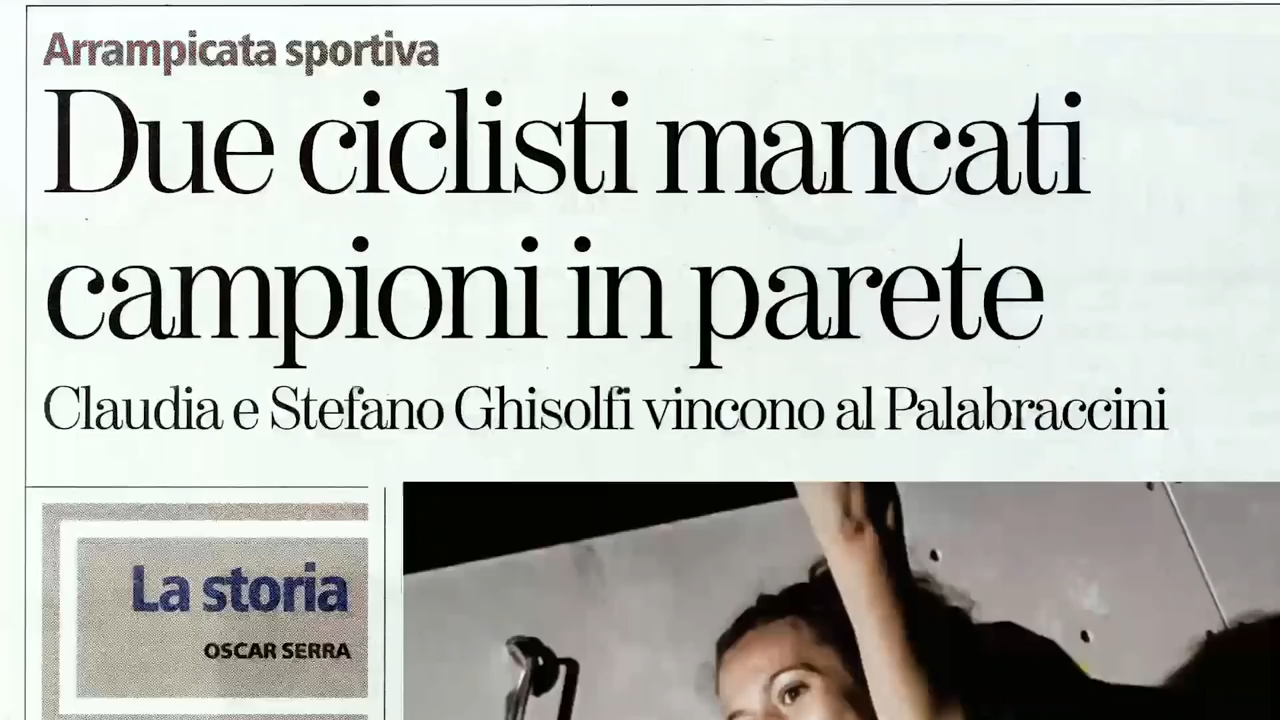 Arrampicata sportiva
Due ciclisti mancati
campioni in parete
Claudia e Stefano Ghisolfi vincono al Palabraccini
La storia
OSCAR SERRA